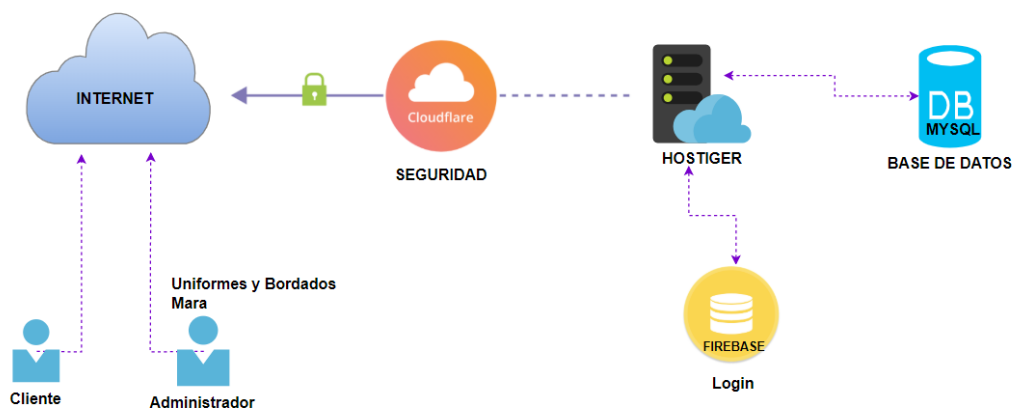 INTERNET
Cloudflare
SEGURIDAD
HOSTIGER
DB
MYSQL
BASE DE DATOS
Uniformes y Bordados
Mara
FIREBASE
Login
Cliente
Administrador